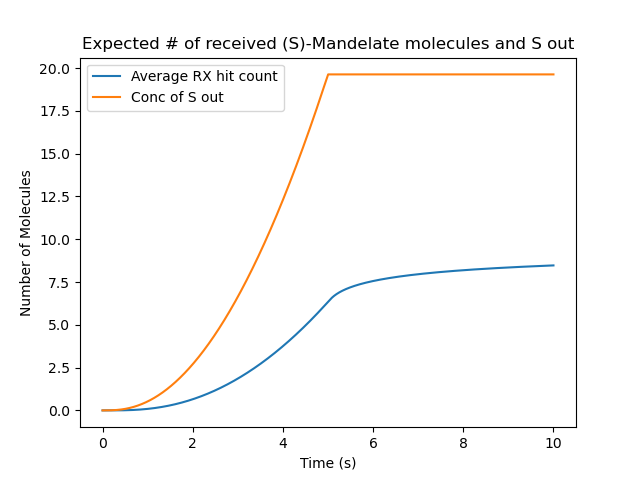 Expected # of received (S)-Mandelate molecules and S out
Average RX hit count
Conc of S out
Number of Molecules
20.0
17.5
15.0
12.5
10.0
7.5
5.0
2.5
0.0
0 2 4 6 8 10
Time (s)